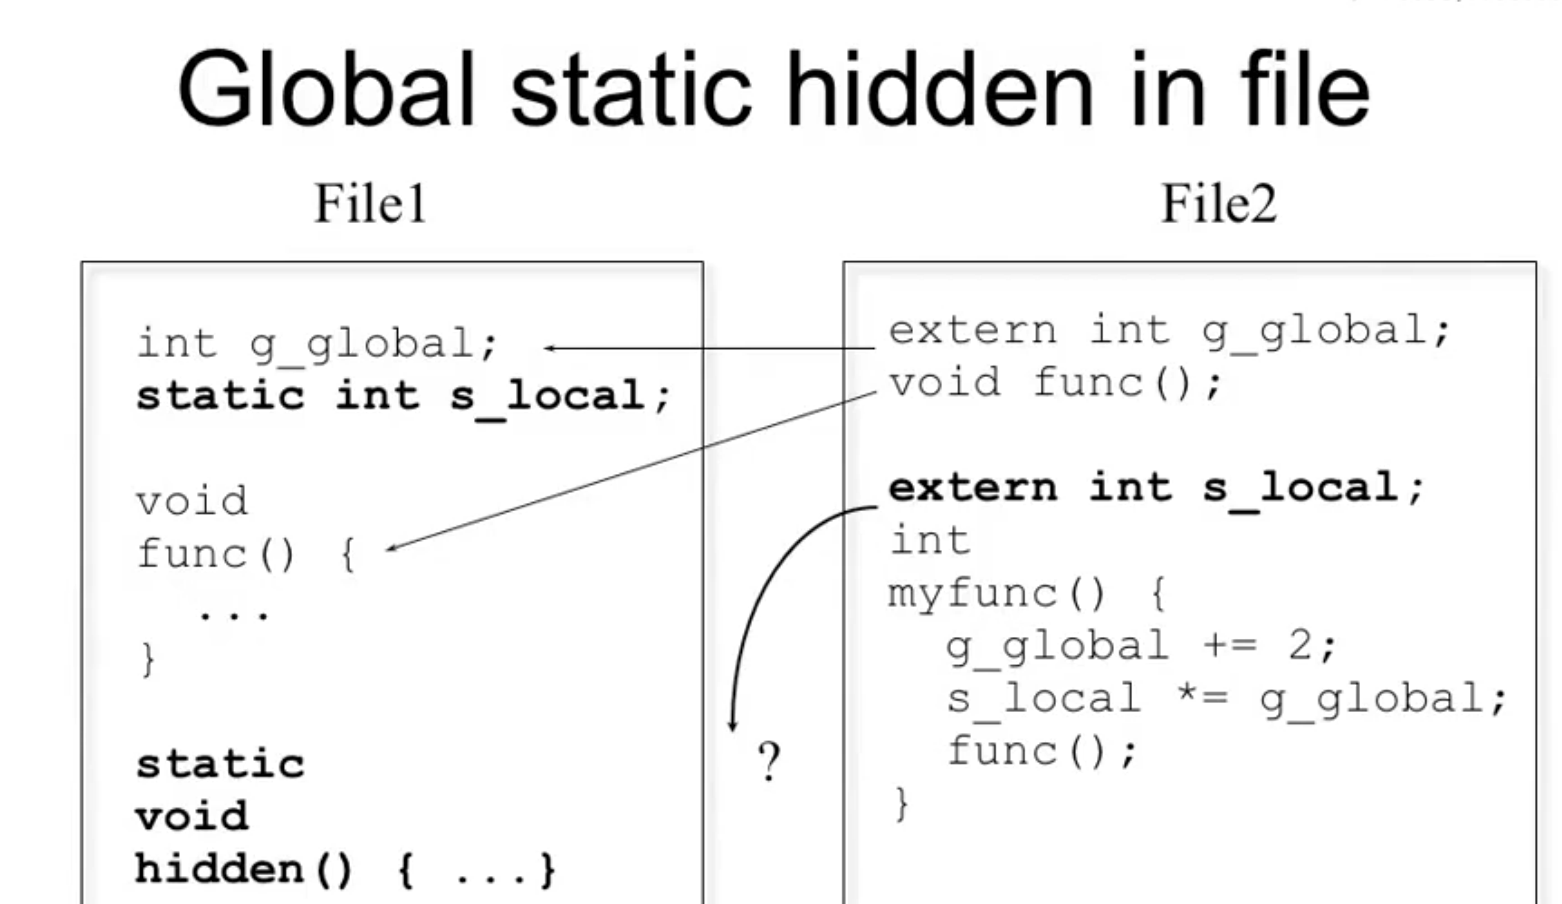 Global static hidden in file
File1
int g_global;
static int s_local;
void
func() {
...
}
static
void
hidden() { ...}
?
File2
extern int g_global;
void func();
extern int s_local;
int
myfunc() {
g_global += 2;
s_local *= g_global;
func();
}